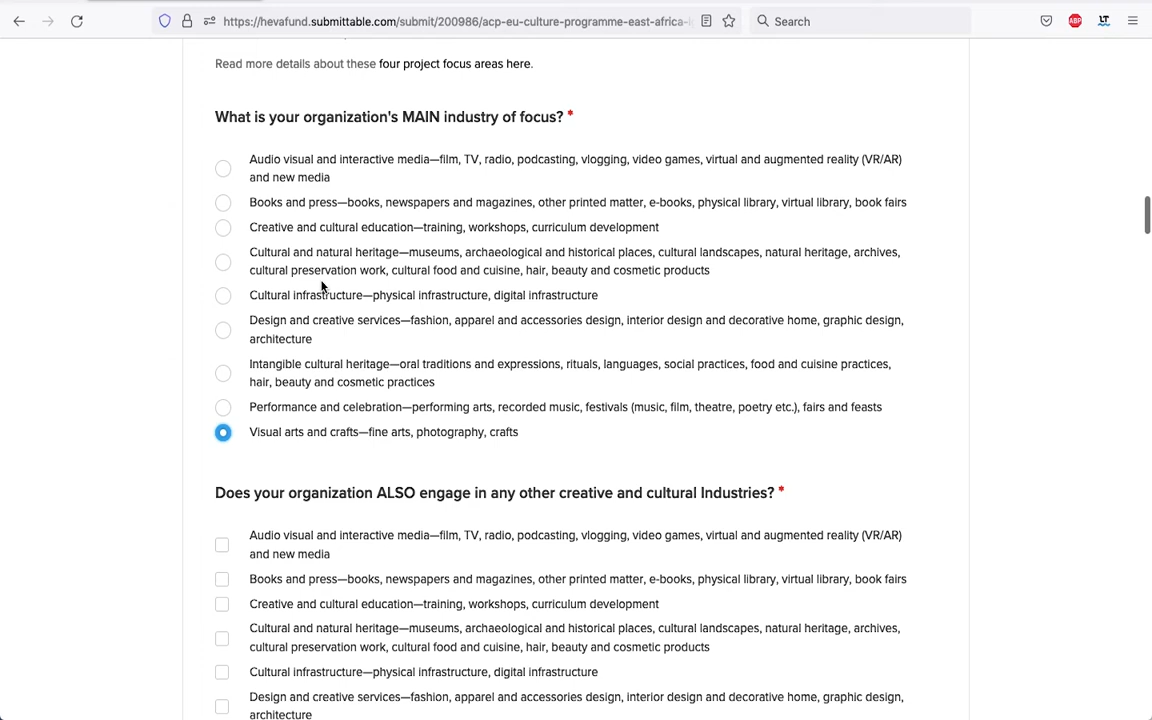 https://hevafund.submittable.com/submit/200986/acp-eu-culture-programme-east-africa-
Search
ABP
LT
Read more details about these four project focus areas here.
What is your organization's MAIN industry of focus? *
Audio visual and interactive media—film, TV, radio, podcasting, vlogging, video games, virtual and augmented reality (VR/AR)
and new media
Books and press—books, newspapers and magazines, other printed matter, e-books, physical library, virtual library, book fairs
Creative and cultural education—training, workshops, curriculum development
Cultural and natural heritage—museums, archaeological and historical places, cultural landscapes, natural heritage, archives,
cultural preservation work, cultural food and cuisine, hair, beauty and cosmetic products
Cultural infrastructure—physical infrastructure, digital infrastructure
Design and creative services—fashion, apparel and accessories design, interior design and decorative home, graphic design,
architecture
Intangible cultural heritage—oral traditions and expressions, rituals, languages, social practices, food and cuisine practices,
hair, beauty and cosmetic practices
Performance and celebration—performing arts, recorded music, festivals (music, film, theatre, poetry etc.), fairs and feasts
Visual arts and crafts—fine arts, photography, crafts
Does your organization ALSO engage in any other creative and cultural Industries? *
Audio visual and interactive media—film, TV, radio, podcasting, vlogging, video games, virtual and augmented reality (VR/AR)
and new media
Books and press—books, newspapers and magazines, other printed matter, e-books, physical library, virtual library, book fairs
Creative and cultural education—training, workshops, curriculum development
Cultural and natural heritage—museums, archaeological and historical places, cultural landscapes, natural heritage, archives,
cultural preservation work, cultural food and cuisine, hair, beauty and cosmetic products
Cultural infrastructure—physical infrastructure, digital infrastructure
Design and creative services—fashion, apparel and accessories design, interior design and decorative home, graphic design,
architecture